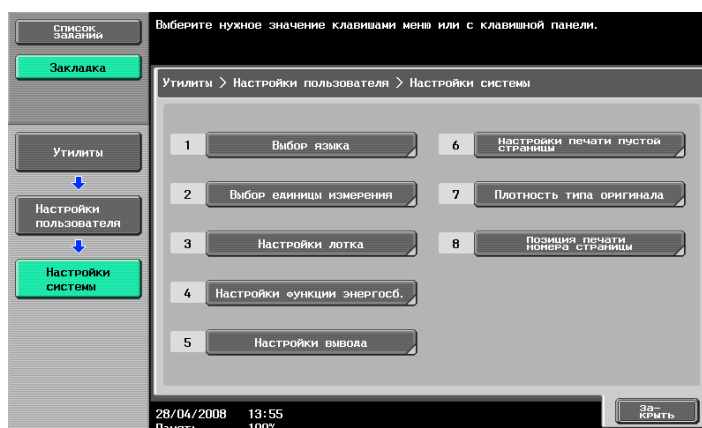 Список
заданий
Закладка
Утилиты
Настройки
пользователя
Настройки
системы
Выберите нужное значение клавишами меню или с клавишной панели.
Утилиты > Настройки пользователя > Настройки системы
1 Выбор языка
2 Выбор единицы измерения
3 Настройки лотка
4 Настройки функции энергосб.
5 Настройки вывода
6 Настройки печати пустой
страницы
7 Плотность типа оригинала
8 Позиция печати
номера страницы
28/04/2008 13:55
Память 100%
За-
крыть